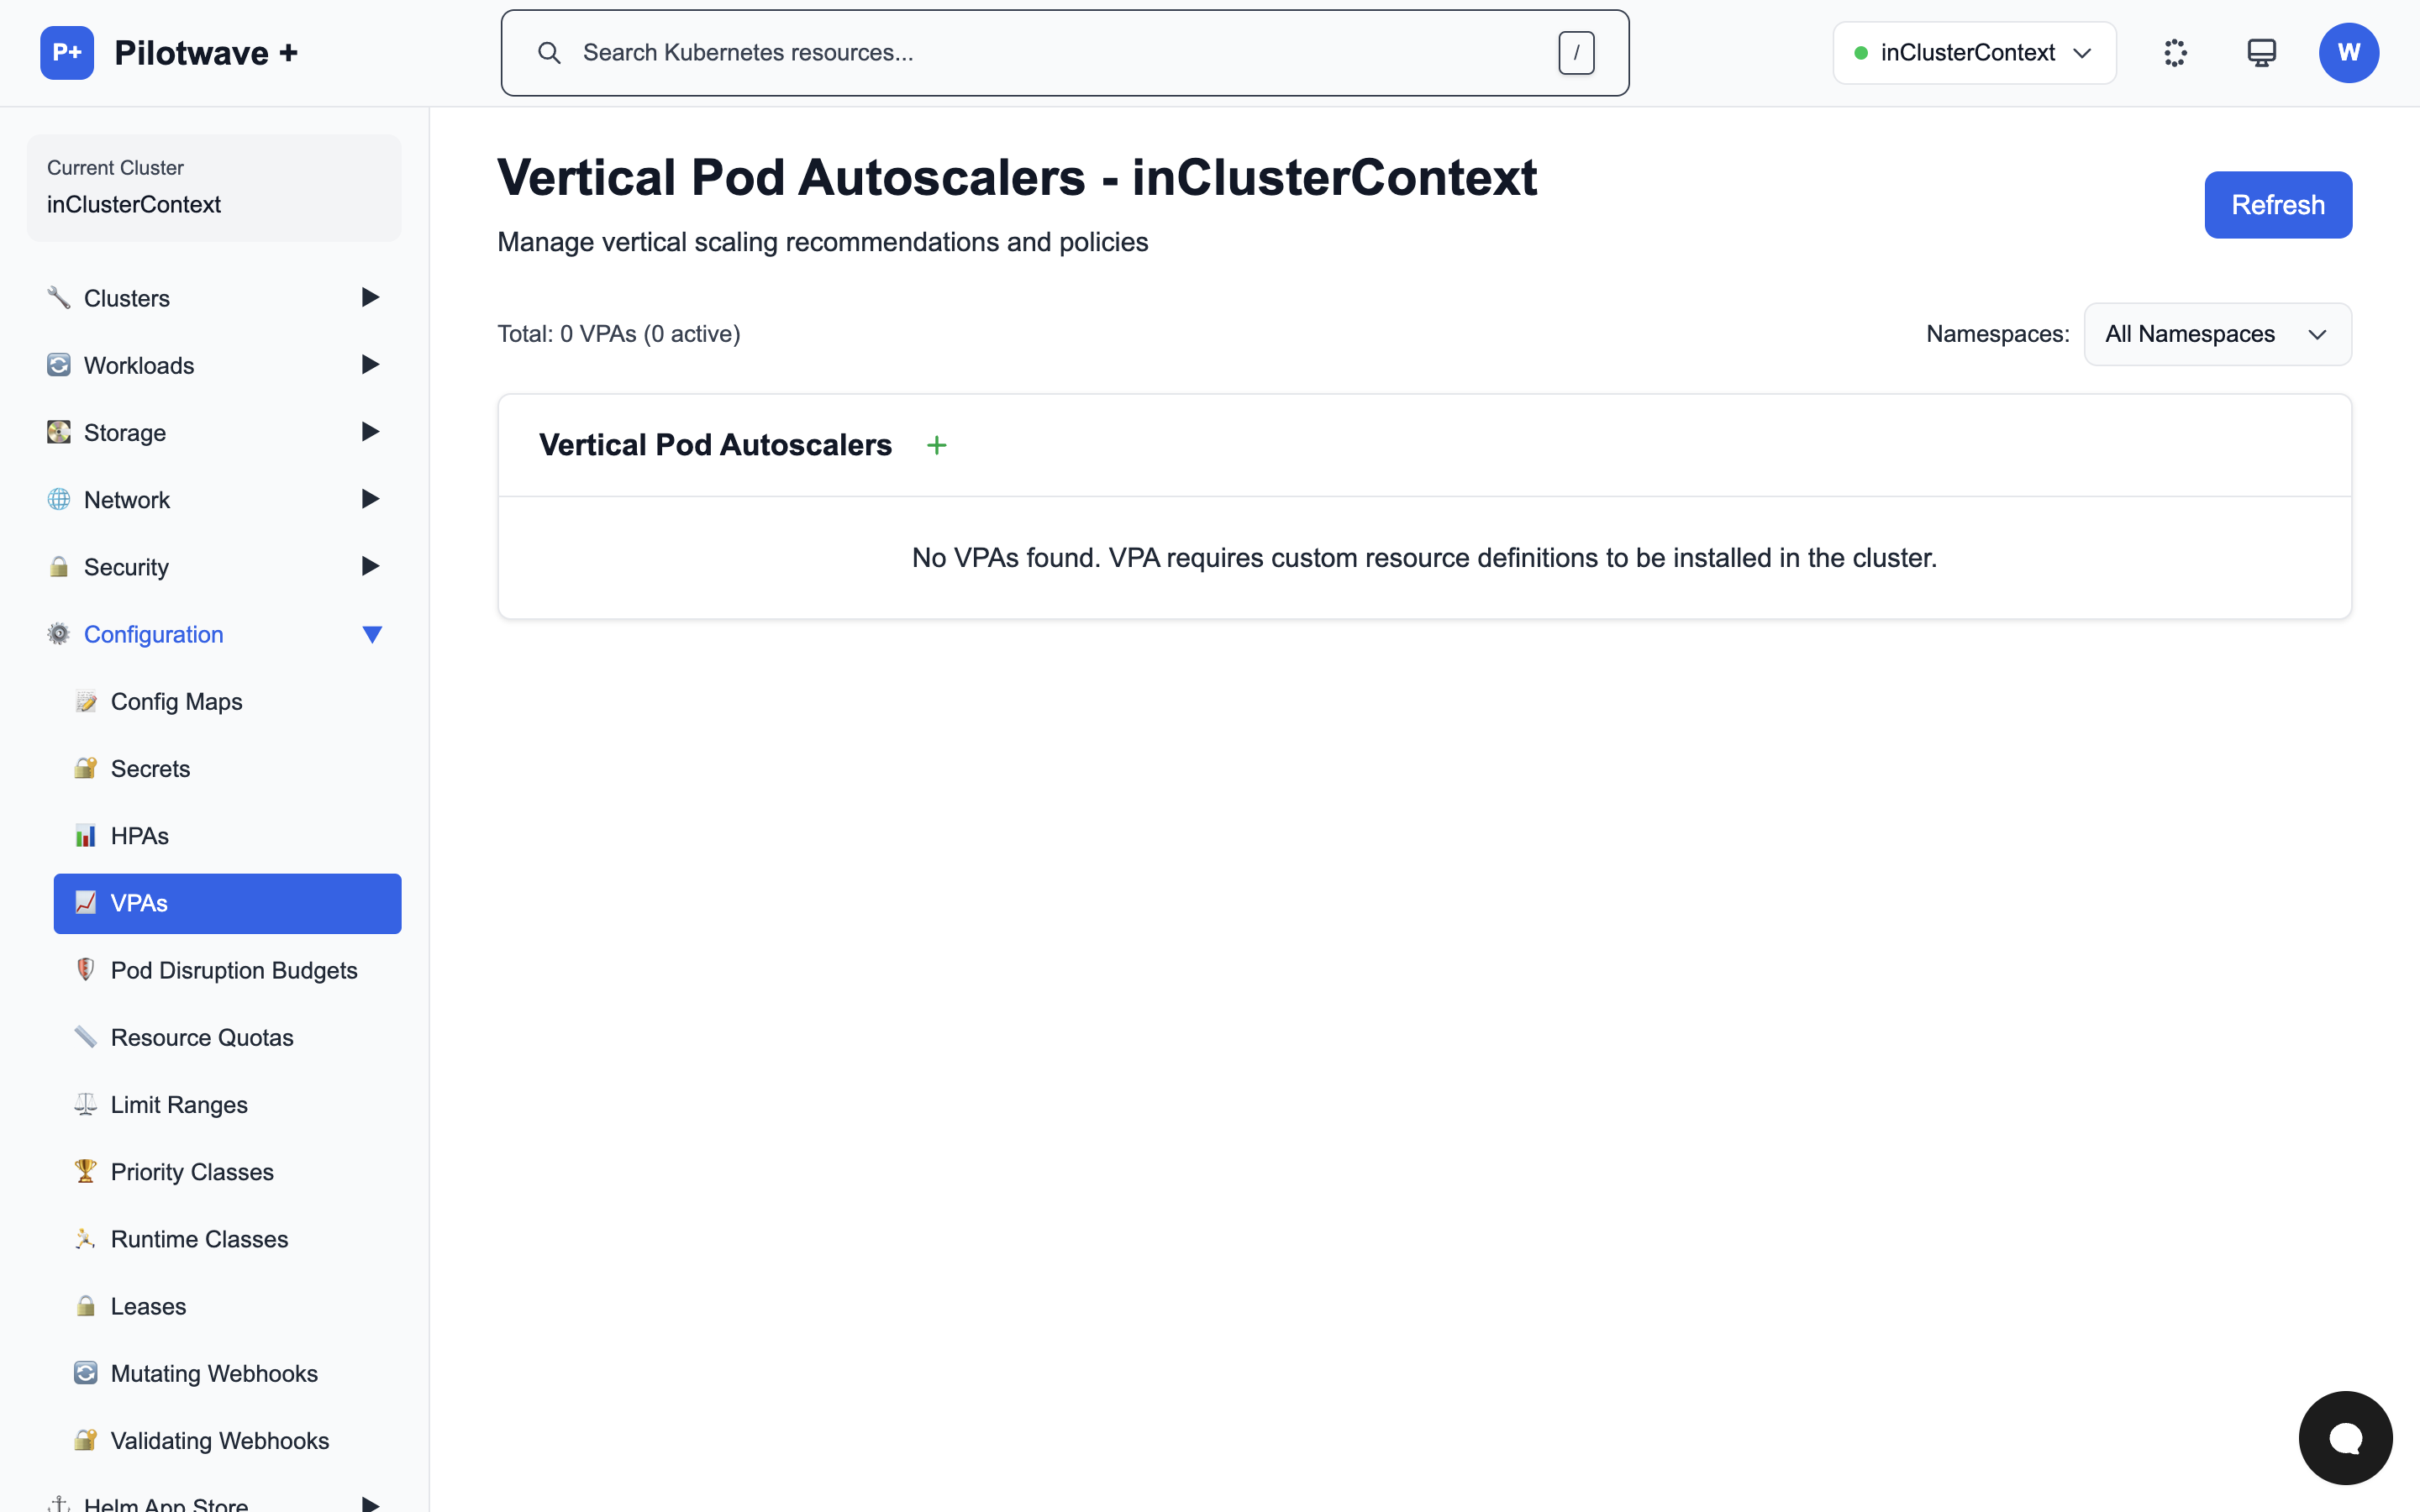 P+ Pilotwave +
Search Kubernetes resources... /
inClusterContext
W
Current Cluster
inClusterContext
Clusters
Workloads
Storage
Network
Security
Configuration
Config Maps
Secrets
HPAs
VPAs
Pod Disruption Budgets
Resource Quotas
Limit Ranges
Priority Classes
Runtime Classes
Leases
Mutating Webhooks
Validating Webhooks
Helm App Store
Vertical Pod Autoscalers - inClusterContext
Manage vertical scaling recommendations and policies
Refresh
Total: 0 VPAs (0 active)
Namespaces: All Namespaces
Vertical Pod Autoscalers +
No VPAs found. VPA requires custom resource definitions to be installed in the cluster.